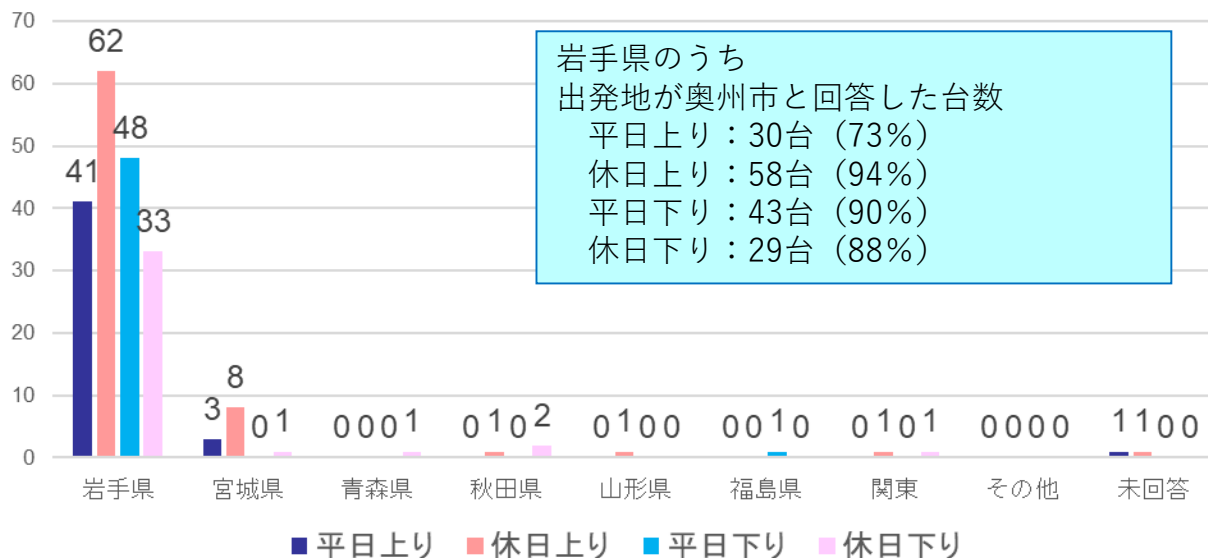 70
60
50
40
30
20
10
0
岩手県のうち
出発地が奥州市と回答した台数
平日上り：30台（73％）
休日上り：58台（94％）
平日下り：43台（90％）
休日下り：29台（88％）
41 62 48 33
3 8 0 1
0 0 0 1
0 1 0 2
0 1 0 0
0 0 1 0
0 1 0 1
0 0 0 0
1 1 0 0
岩手県 宮城県 青森県 秋田県 山形県 福島県 関東 その他 未回答
平日上り 休日上り 平日下り 休日下り